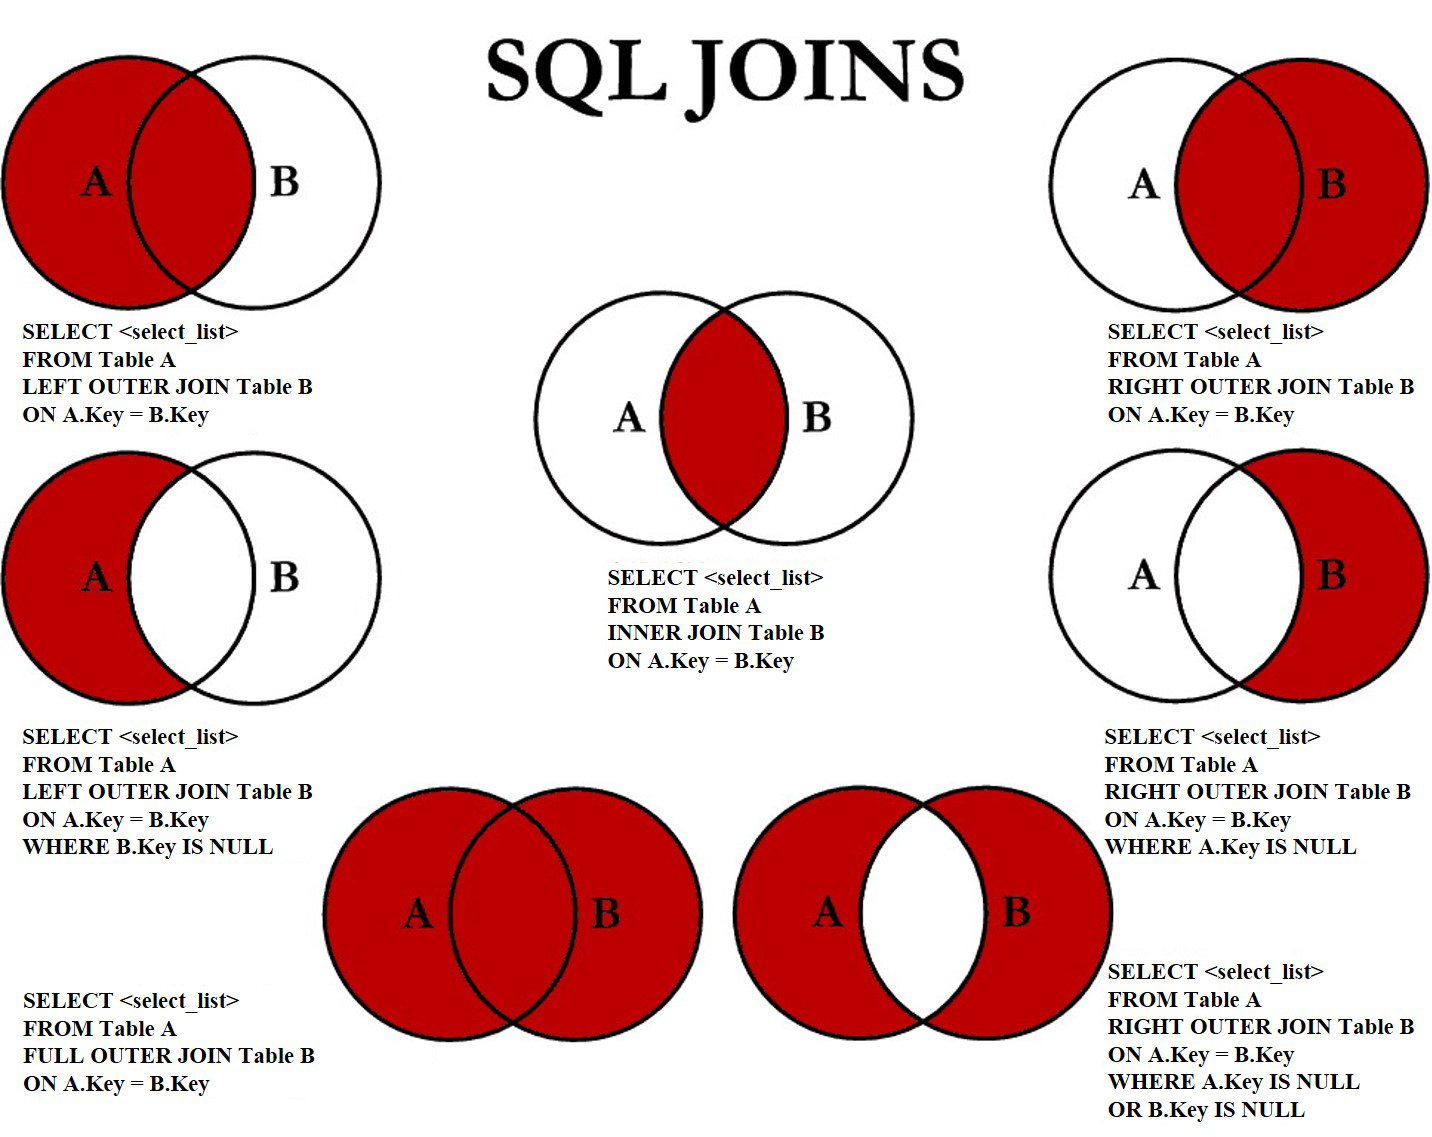 SQL JOINS
A B
SELECT <select_list>
FROM Table A
LEFT OUTER JOIN Table B
ON A.Key = B.Key
A B
SELECT <select_list>
FROM Table A
RIGHT OUTER JOIN Table B
ON A.Key = B.Key
A B
SELECT <select_list>
FROM Table A
INNER JOIN Table B
ON A.Key = B.Key
A B
SELECT <select_list>
FROM Table A
LEFT OUTER JOIN Table B
ON A.Key = B.Key
WHERE B.Key IS NULL
A B
SELECT <select_list>
FROM Table A
RIGHT OUTER JOIN Table B
ON A.Key = B.Key
WHERE A.Key IS NULL
A B
SELECT <select_list>
FROM Table A
FULL OUTER JOIN Table B
ON A.Key = B.Key
A B
SELECT <select_list>
FROM Table A
RIGHT OUTER JOIN Table B
ON A.Key = B.Key
WHERE A.Key IS NULL
OR B.Key IS NULL